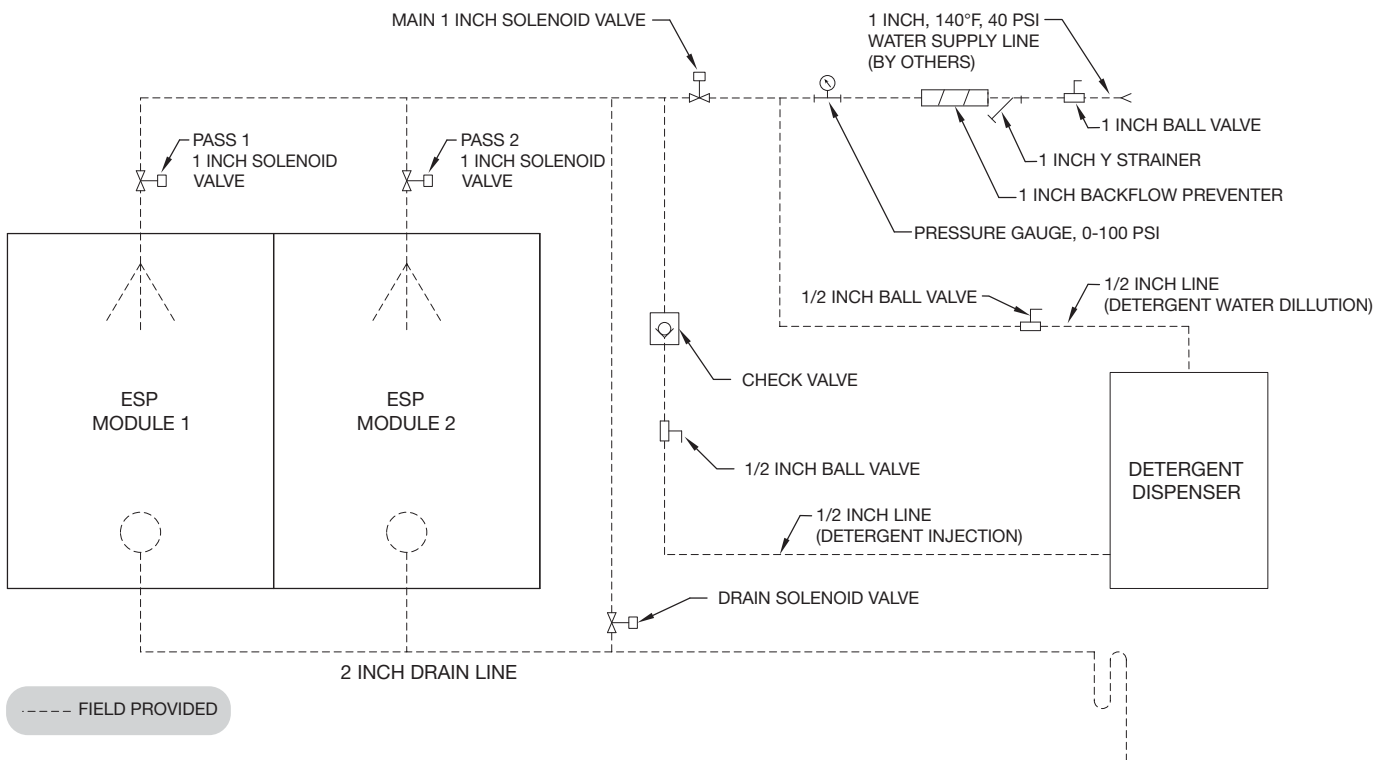 MAIN 1 INCH SOLENOID VALVE
1 INCH, 140°F, 40 PSI
WATER SUPPLY LINE
(BY OTHERS)
1 INCH BALL VALVE
PASS 1
1 INCH SOLENOID
VALVE
PASS 2
1 INCH SOLENOID
VALVE
1 INCH Y STRAINER
1 INCH BACKFLOW PREVENTER
PRESSURE GAUGE, 0-100 PSI
1/2 INCH BALL VALVE
1/2 INCH LINE
(DETERGENT WATER DILLUTION)
CHECK VALVE
ESP
MODULE 1
ESP
MODULE 2
1/2 INCH BALL VALVE
DETERGENT
DISPENSER
1/2 INCH LINE
(DETERGENT INJECTION)
DRAIN SOLENOID VALVE
2 INCH DRAIN LINE
FIELD PROVIDED